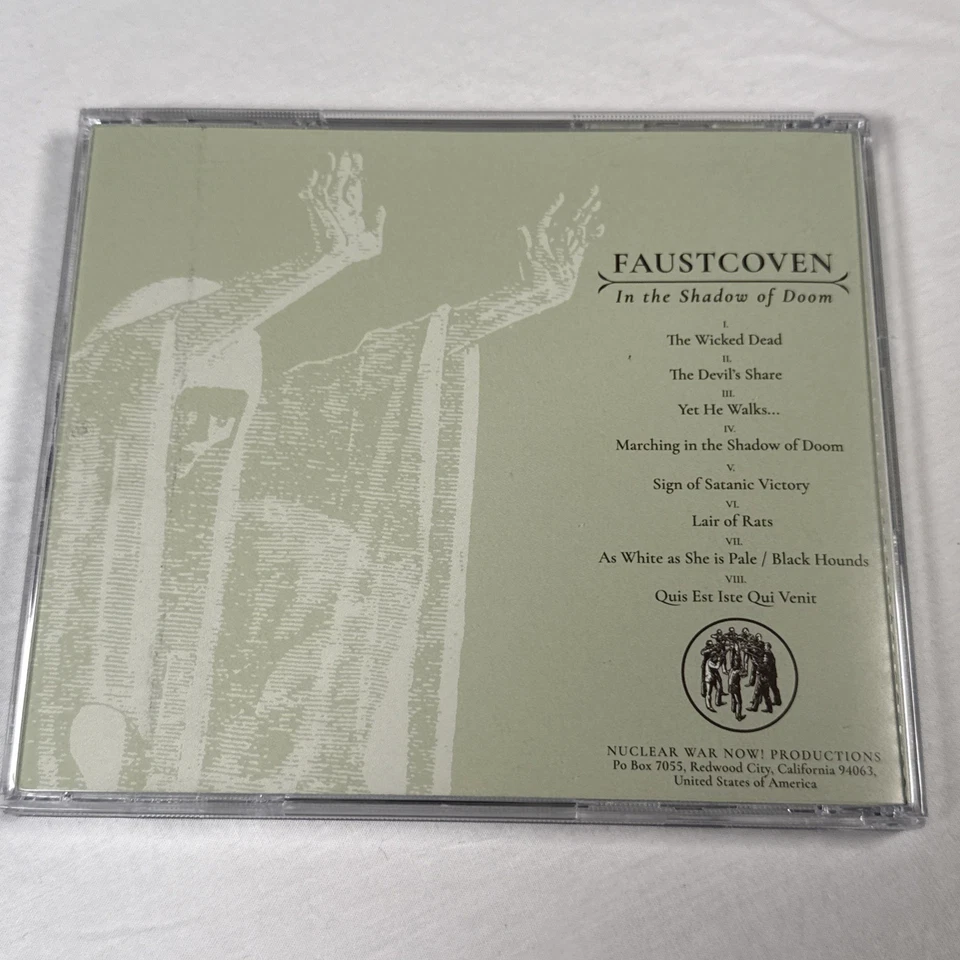 FAUSTCOVEN
In the Shadow of Doom
I.
The Wicked Dead
II.
The Devil's Share
III.
Yet He Walks...
IV.
Marching in the Shadow of Doom
V.
Sign of Satanic Victory
VI.
Lair of Rats
VII.
As White as She is Pale / Black Hounds
VIII.
Quis Est Iste Qui Venit
NUCLEAR WAR NOW! PRODUCTIONS
Po Box 7055, Redwood City, California 94063,
United States of America